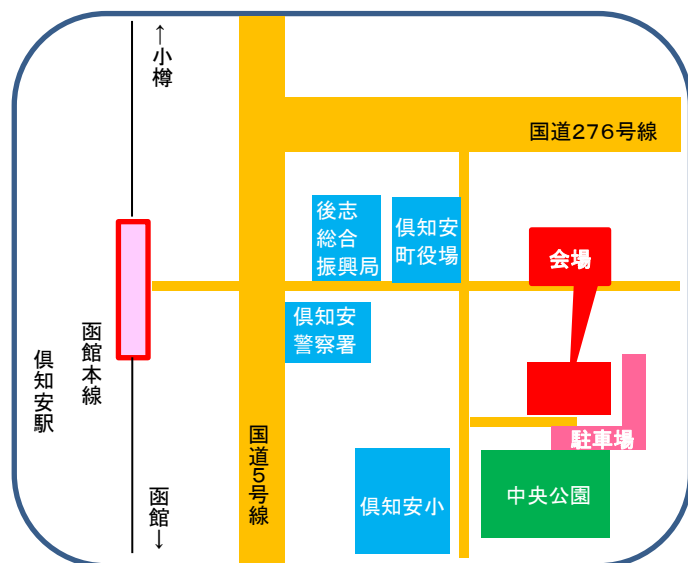 ↑小樽
国道276号線
後志
総合
振興局
倶知安
町役場
会場
倶知安
警察署
函館本線
倶知安駅
国道5号線
駐車場
倶知安小
中央公園
函館↓